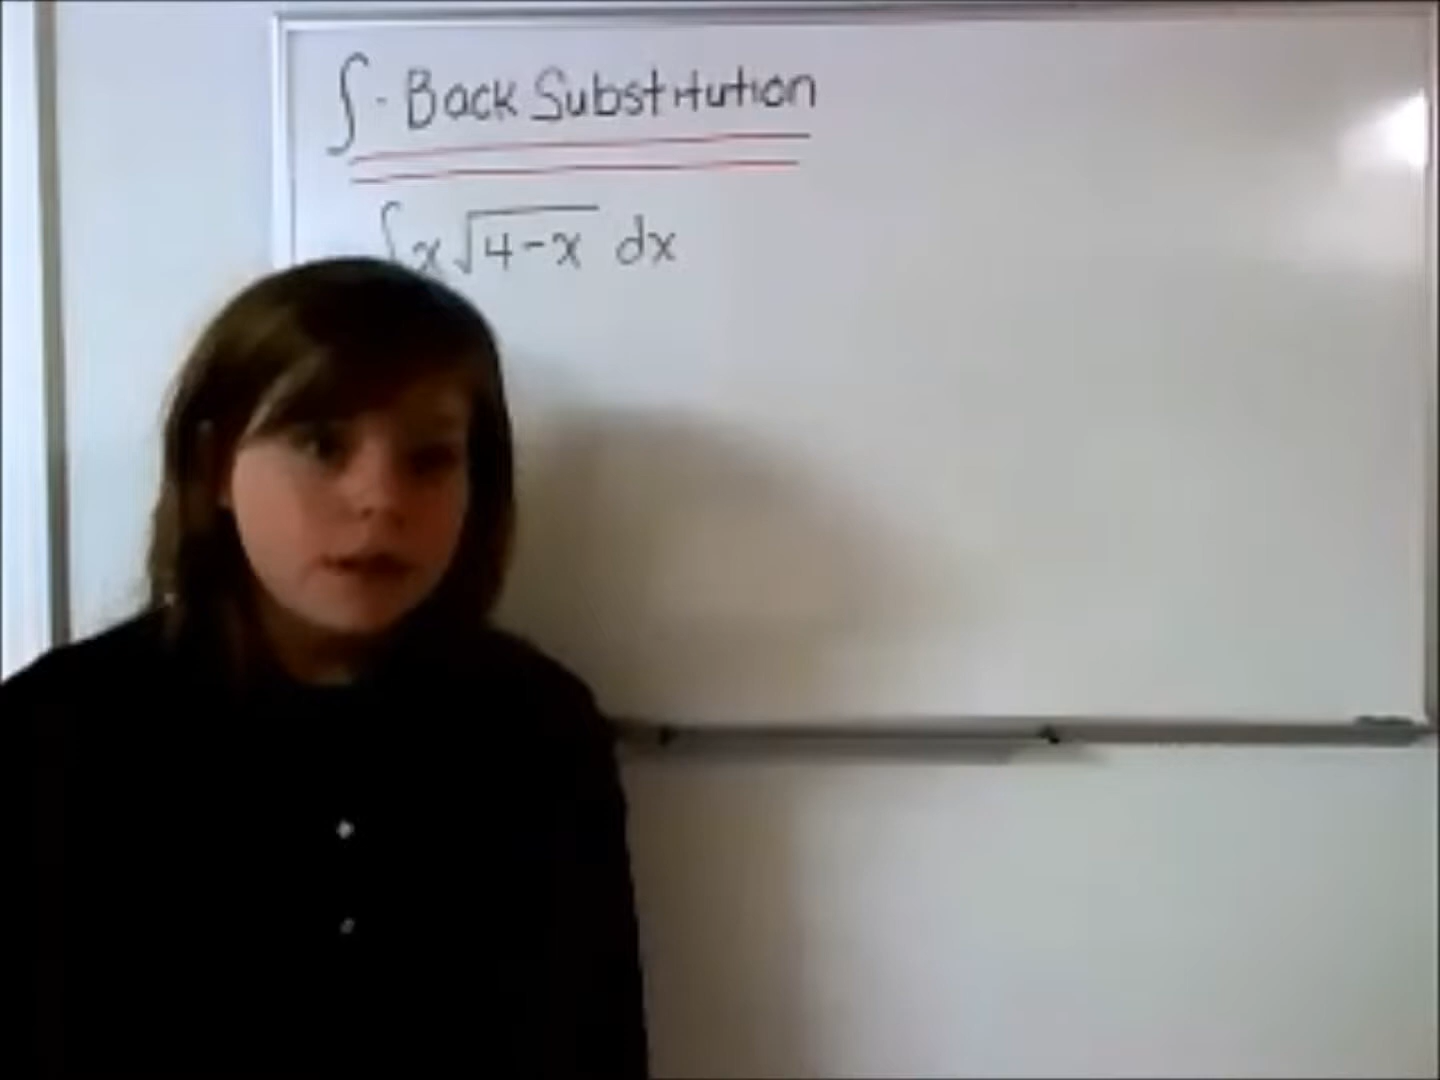 ∫ - Back Substitution
∫x√4-x dx